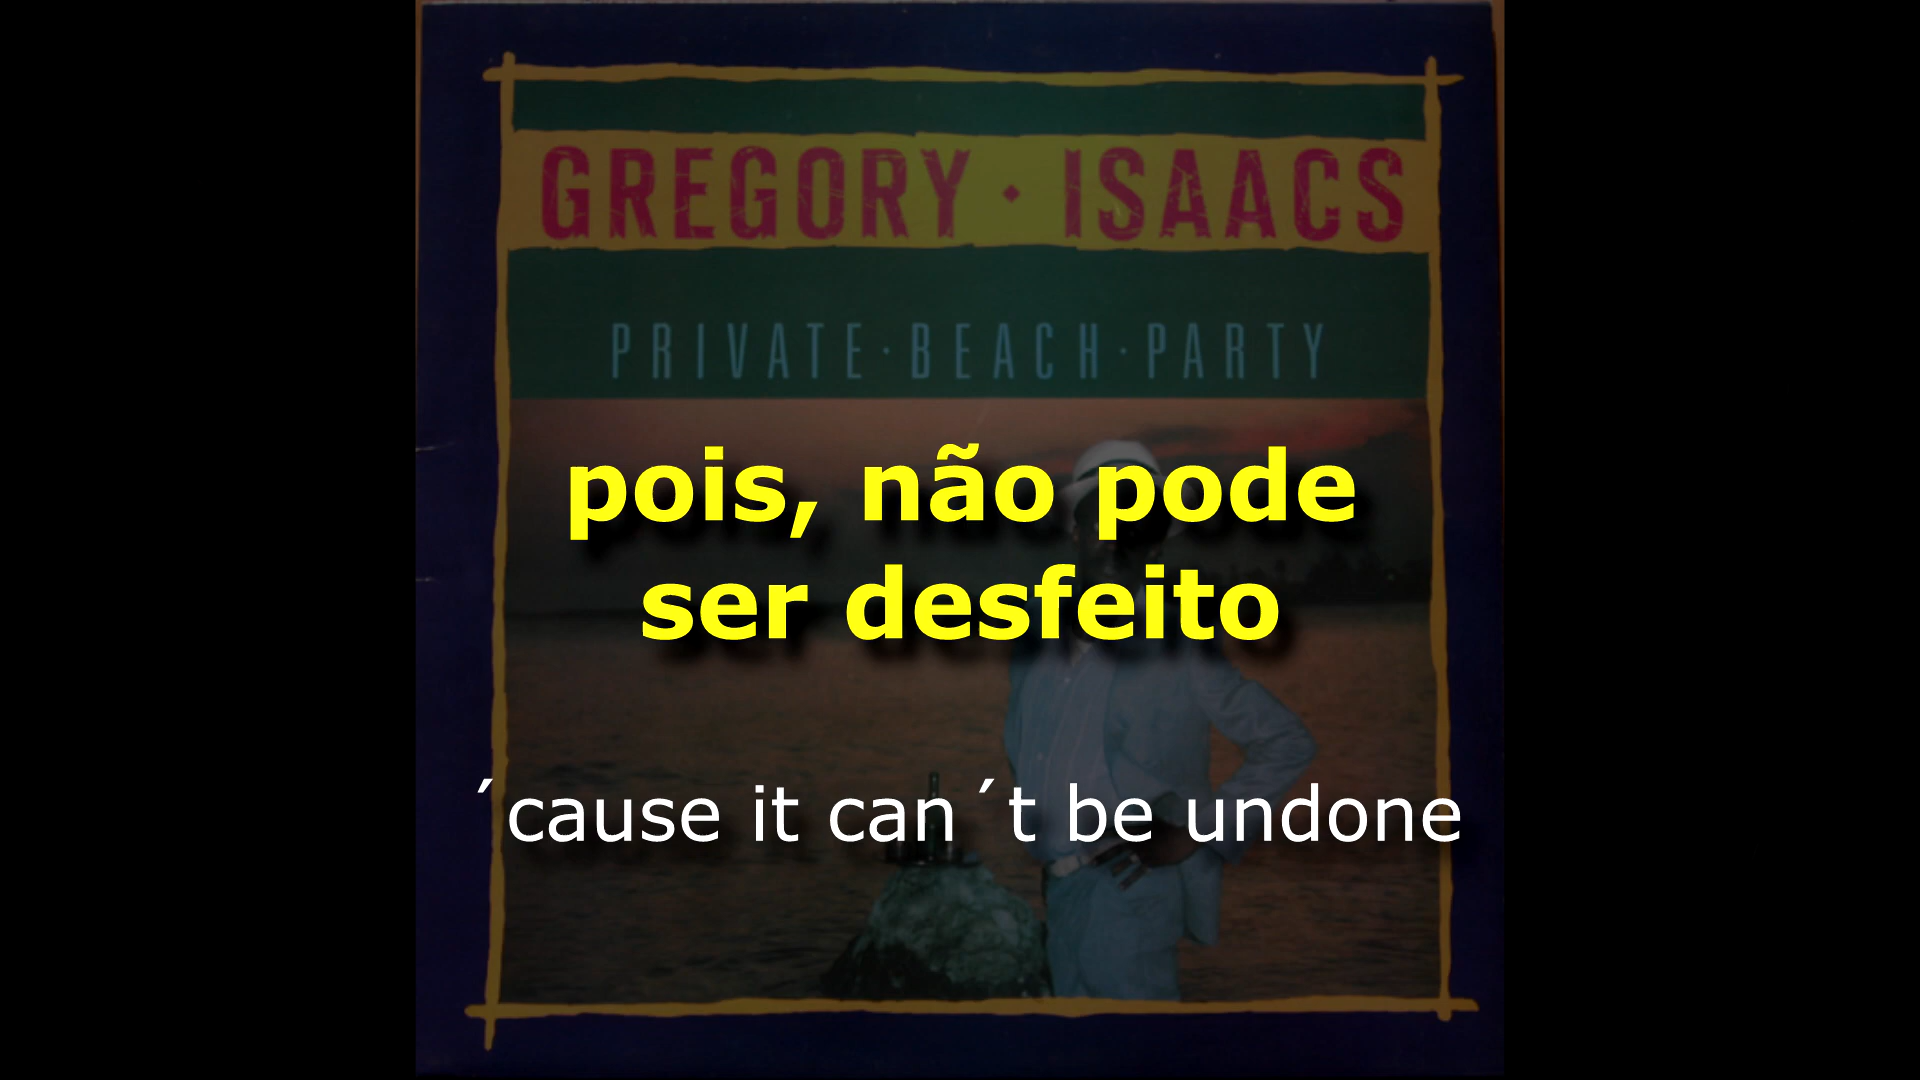 GREGORY · ISAACS
PRIVATE · BEACH · PARTY
pois, não pode
ser desfeito
´cause it can´t be undone